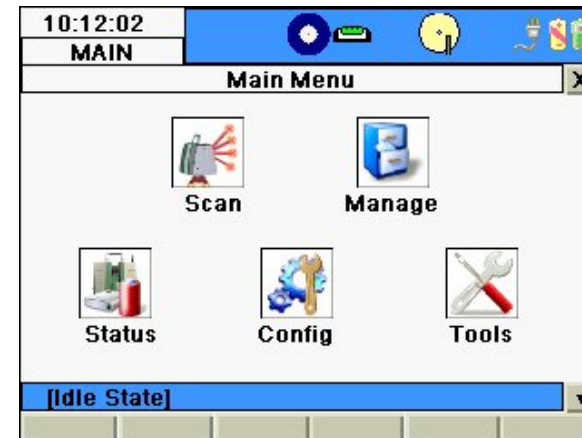 10:12:02
MAIN
Main Menu
X
Scan
Manage
Status
Config
Tools
[Idle State]